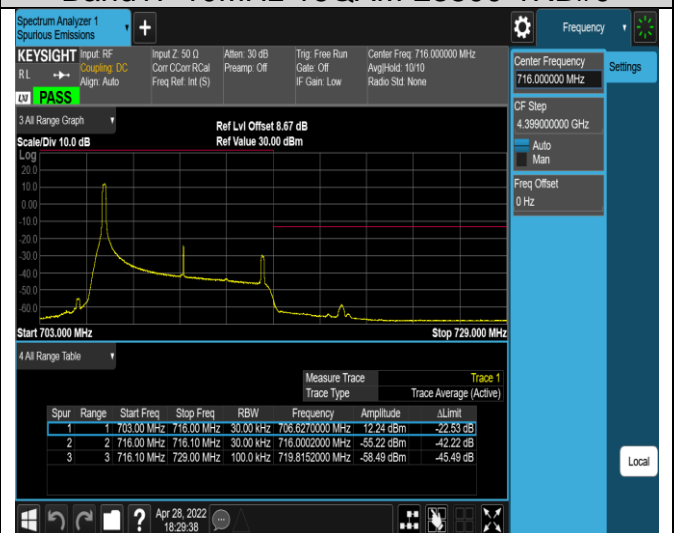 Spectrum Analyzer 1
Spurious Emissions
+
Frequency
KEYSIGHT
Input: RF
Coupling: DC
Align: Auto
Input Z: 50 Ω
Corr CCorr RCal
Freq Ref: Int (S)
Atten: 30 dB
Preamp: Off
Trig: Free Run
Gate: Off
IF Gain: Low
Center Freq: 716.000000 MHz
Avg|Hold: 10/10
Radio Std: None
R L
LXI PASS
Center Frequency
716.000000 MHz
Settings
CF Step
4.399000000 GHz
Auto
Man
Freq Offset
0 Hz
3 All Range Graph
Scale/Div 10.0 dB
Ref Lvl Offset 8.67 dB
Ref Value 30.00 dBm
Log
20.0
10.0
0.00
-10.0
-20.0
-30.0
-40.0
-50.0
-60.0
Start 703.000 MHz
Stop 729.000 MHz
4 All Range Table
Measure Trace Trace 1
Trace Type Trace Average (Active)
Spur Range Start Freq Stop Freq RBW Frequency Amplitude ΔLimit
1 1 703.00 MHz 716.00 MHz 30.00 kHz 706.6270000 MHz 12.24 dBm -22.53 dB
2 2 716.00 MHz 716.10 MHz 30.00 kHz 716.0002000 MHz -55.22 dBm -42.22 dB
3 3 716.10 MHz 729.00 MHz 100.0 kHz 719.8152000 MHz -58.49 dBm -45.49 dB
Local
?
Apr 28, 2022
18:29:38